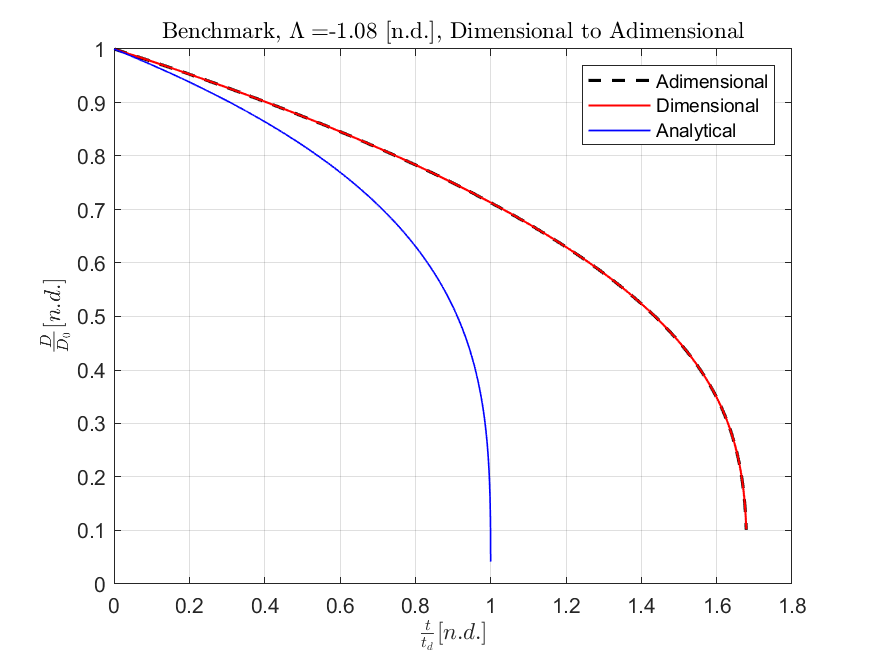 Benchmark, Λ =-1.08 [n.d.], Dimensional to Adimensional
Adimensional
Dimensional
Analytical
1
0.9
0.8
0.7
0.6
0.5
0.4
0.3
0.2
0.1
0
D/D₀ [n.d.]
0 0.2 0.4 0.6 0.8 1 1.2 1.4 1.6 1.8
t/t_d [n.d.]